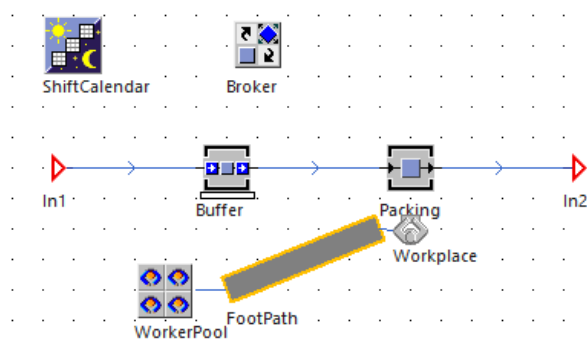 ShiftCalendar
Broker
In1
Buffer
Packing
In2
Workplace
FootPath
WorkerPool